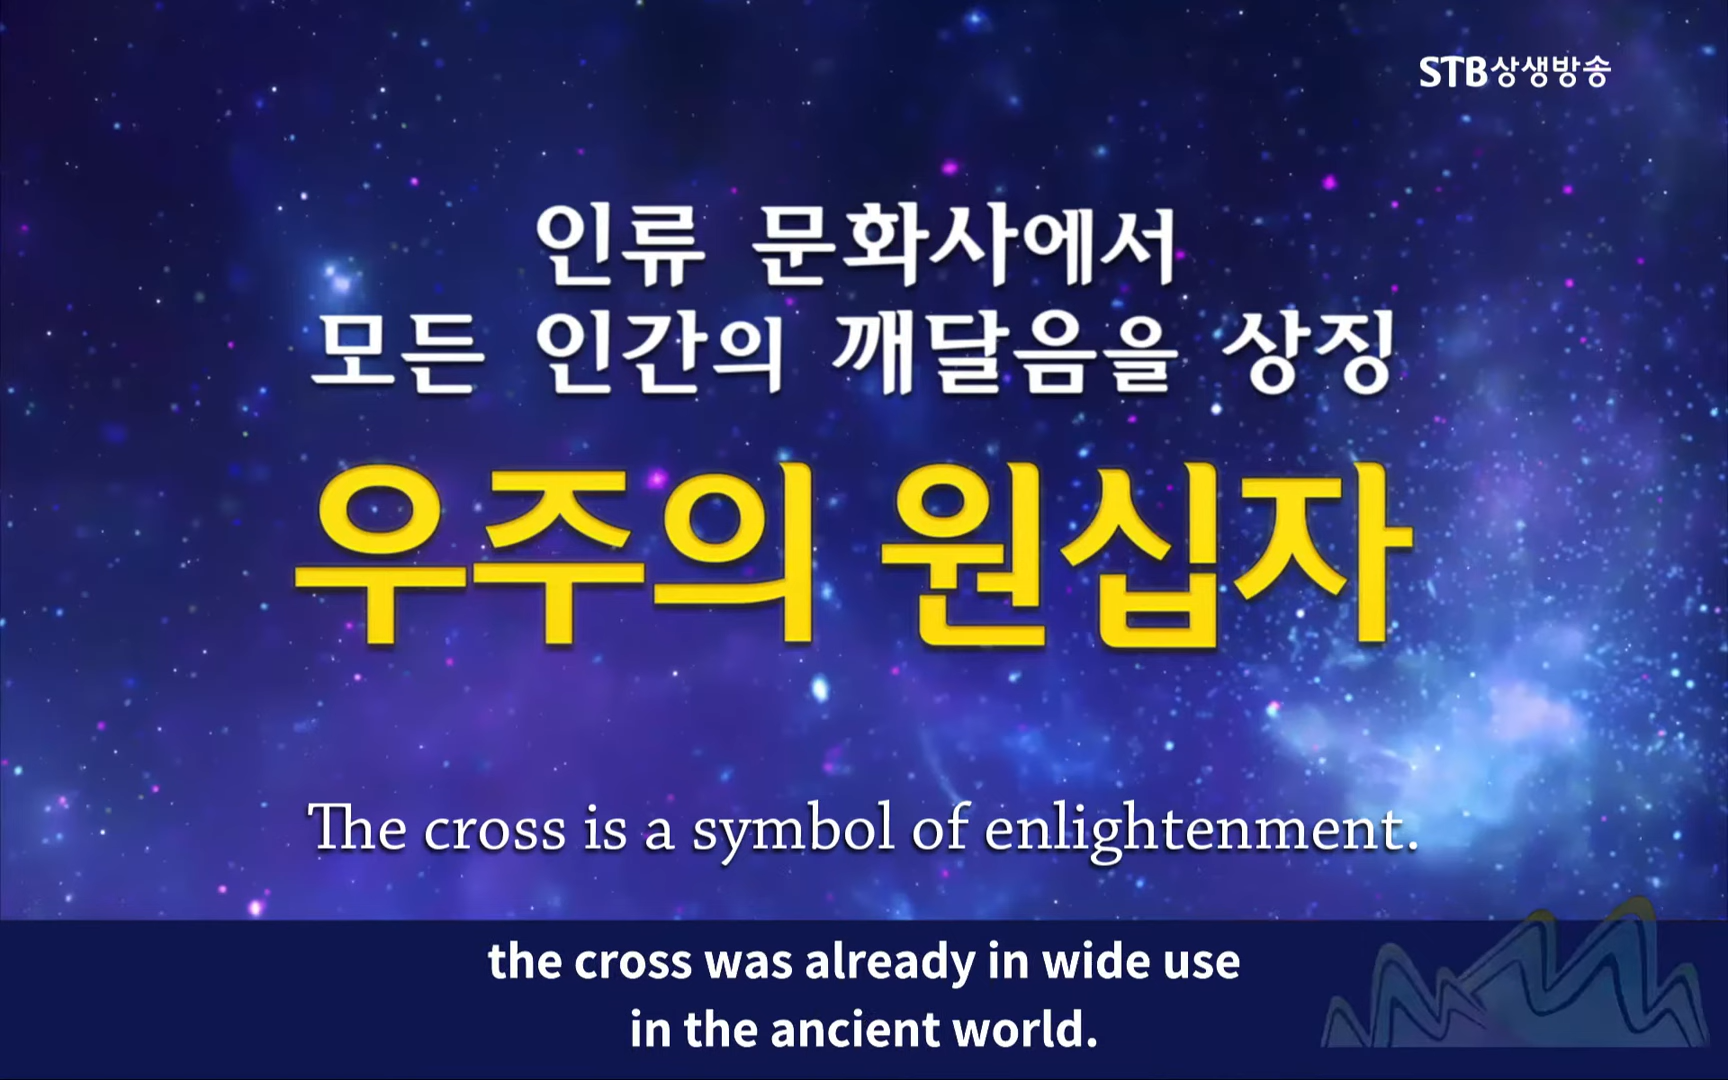 STB상생방송
인류 문화사에서
모든 인간의 깨달음을 상징
우주의 원십자
The cross is a symbol of enlightenment.
the cross was already in wide use
in the ancient world.